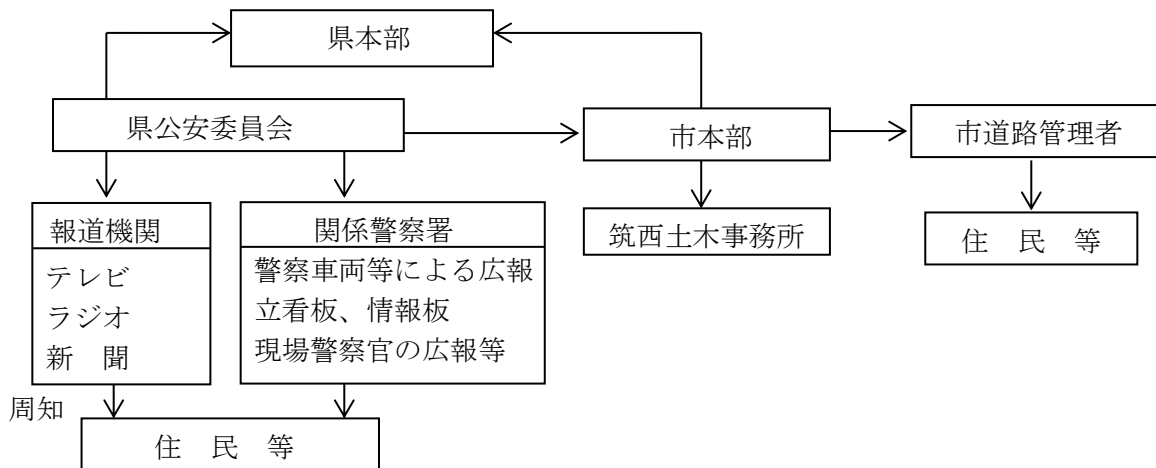 県本部
県公安委員会
市本部
市道路管理者
報道機関
テレビ
ラジオ
新　聞
関係警察署
警察車両等による広報
立看板、情報板
現場警察官の広報等
筑西土木事務所
住　民　等
周知
住　民　等